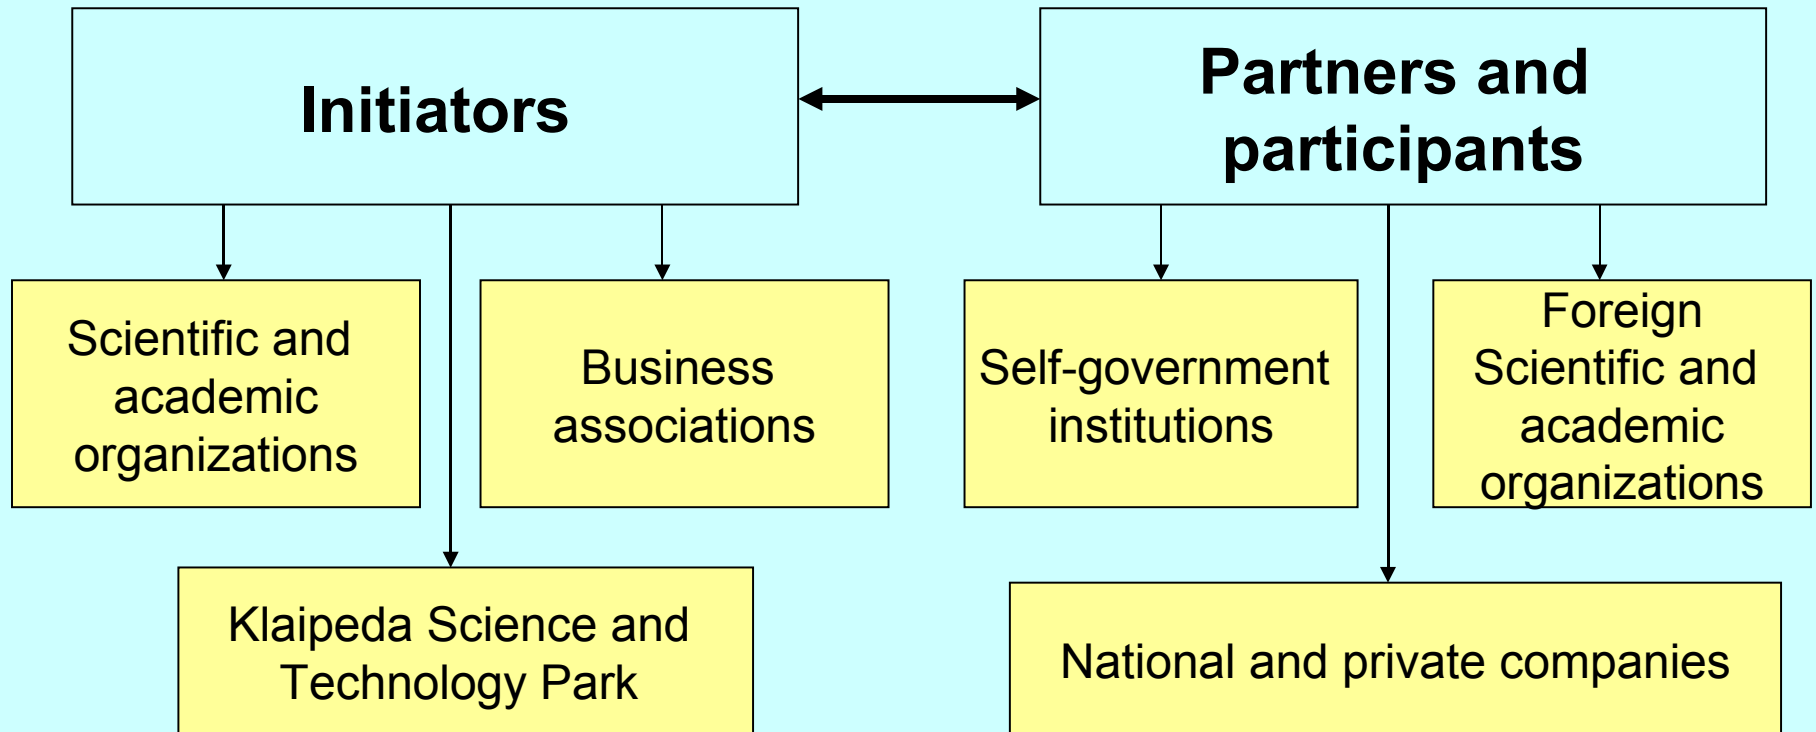 Initiators
Partners and
participants
Scientific and
academic
organizations
Business
associations
Self-government
institutions
Foreign
Scientific and
academic
organizations
Klaipeda Science and
Technology Park
National and private companies